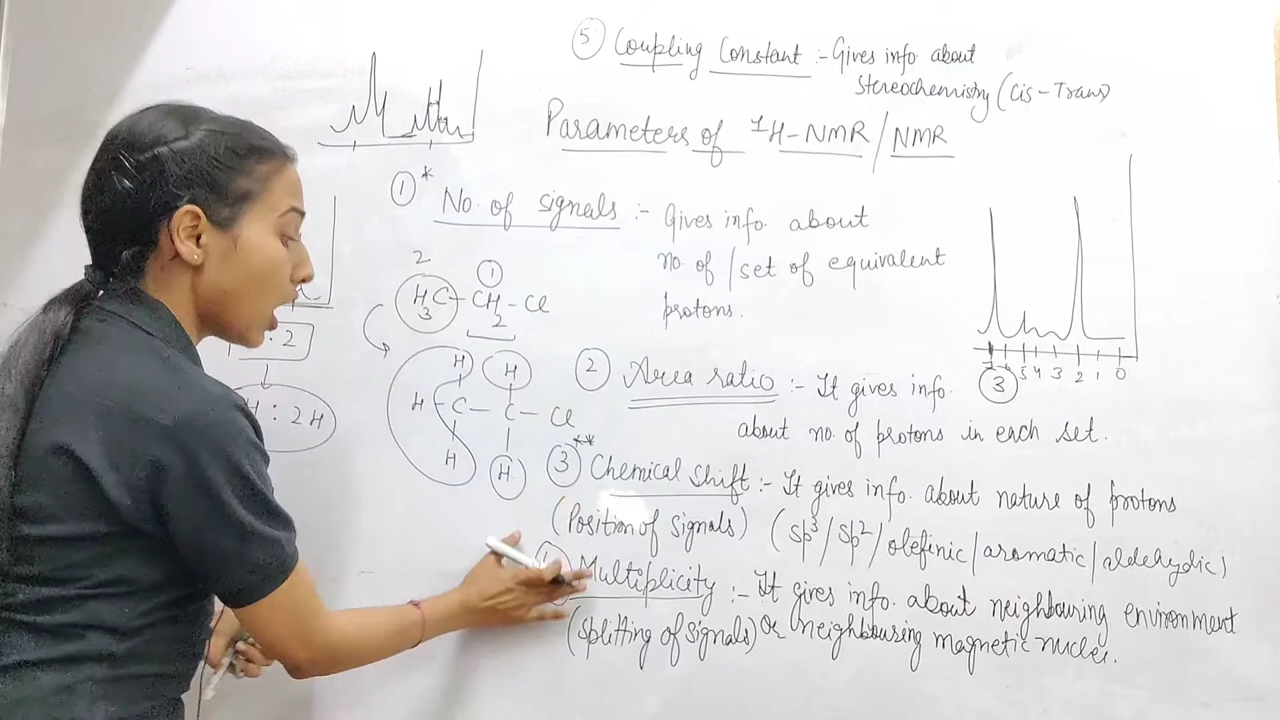 ⑤ Coupling Constant :- Gives info about
Stereochemistry (Cis - Trans)
Parameters of ¹H-NMR/NMR
①* No. of signals :- Gives info. about
no. of / set of equivalent
protons.
2 ①
H₃C - CH₂ - Cl
H H
H - C - C - Cl
H H
: 2
H : 2H
7 6 5 4 3 2 1 0
② Area ratio :- It gives info. ③
about no. of protons in each set.
③** Chemical Shift :- It gives info. about nature of protons
(Position of signals) (sp³/sp²/olefinic/aromatic/aldehydic)
Multiplicity :- It gives info. about neighbouring environment
(Splitting of signals) Or neighbouring magnetic nuclei.